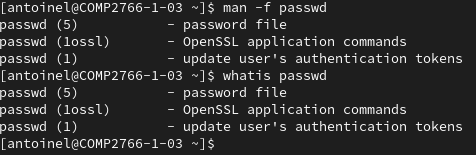 [antoinel@COMP2766-1-03 ~]$ man -f passwd
passwd (5)           - password file
passwd (1ossl)       - OpenSSL application commands
passwd (1)           - update user's authentication tokens
[antoinel@COMP2766-1-03 ~]$ whatis passwd
passwd (5)           - password file
passwd (1ossl)       - OpenSSL application commands
passwd (1)           - update user's authentication tokens
[antoinel@COMP2766-1-03 ~]$